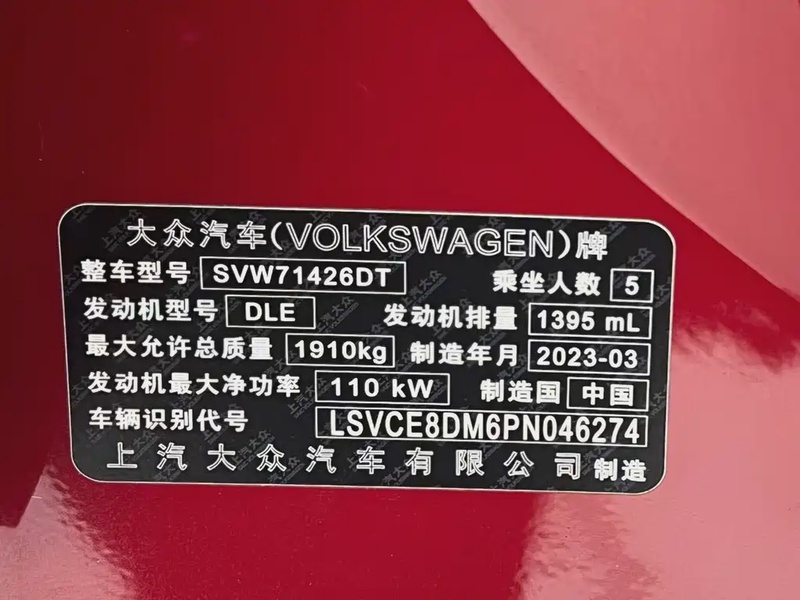 大众汽车(VOLKSWAGEN)牌
整车型号 SVW71426DT 乘坐人数 5
发动机型号 DLE 发动机排量 1395 mL
最大允许总质量 1910kg 制造年月 2023-03
发动机最大净功率 110 kW 制造国 中国
车辆识别代号 LSVCE8DM6PN046274
上汽大众汽车有限公司 制造